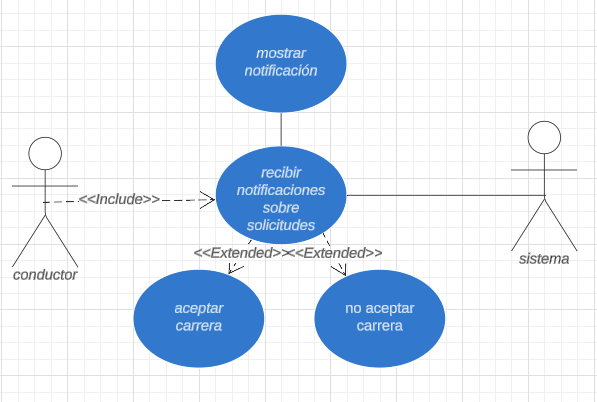 mostrar
notificación
recibir
notificaciones
sobre
solicitudes
<<Include>>
conductor
sistema
<<Extended>>
<<Extended>>
aceptar
carrera
no aceptar
carrera